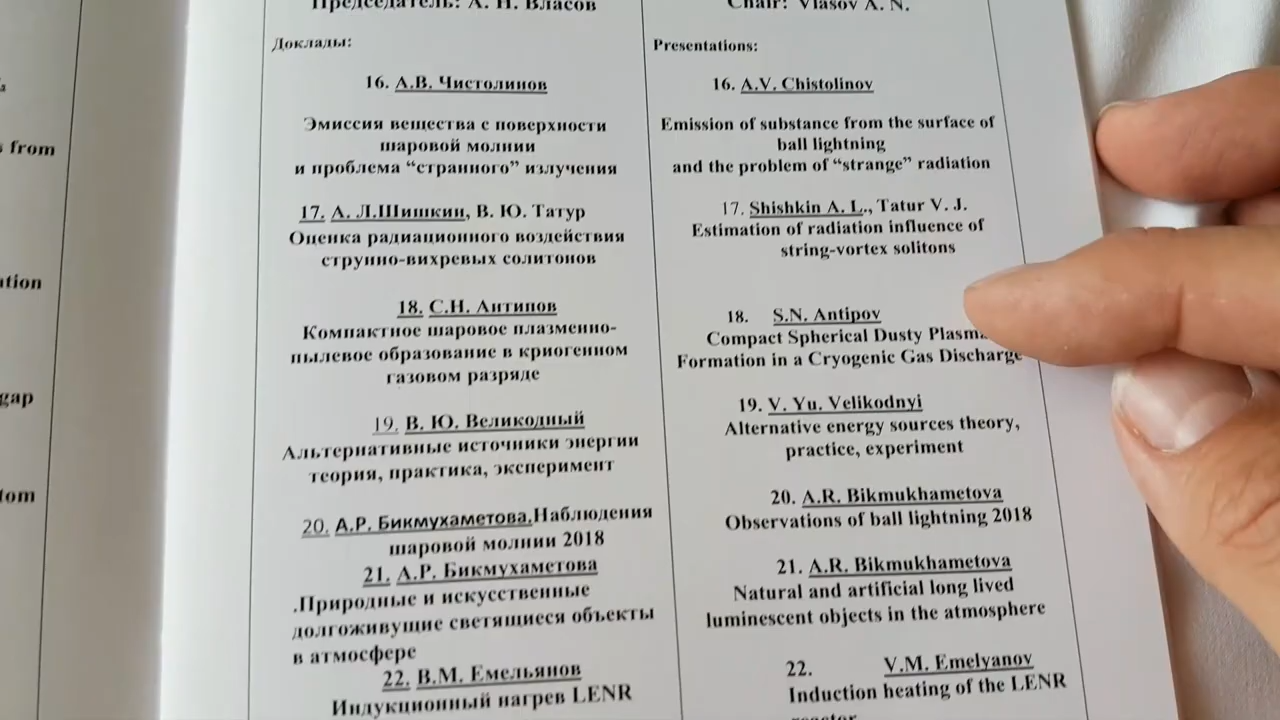 s from
ation
gap
tom
Председатель: А. Н. Власов
Доклады:
16. А.В. Чистолинов
Эмиссия вещества с поверхности
шаровой молнии
и проблема “странного” излучения
17. А. Л.Шишкин, В. Ю. Татур
Оценка радиационного воздействия
струнно-вихревых солитонов
18. С.Н. Антипов
Компактное шаровое плазменно-
пылевое образование в криогенном
газовом разряде
19. В. Ю. Великодный
Альтернативные источники энергии
теория, практика, эксперимент
20. А.Р. Бикмухаметова.Наблюдения
шаровой молнии 2018
21. А.Р. Бикмухаметова
.Природные и искусственные
долгоживущие светящиеся объекты
в атмосфере
22. В.М. Емельянов
Индукционный нагрев LENR
Chair: Vlasov A. N.
Presentations:
16. A.V. Chistolinov
Emission of substance from the surface of
ball lightning
and the problem of “strange” radiation
17. Shishkin A. L., Tatur V. J.
Estimation of radiation influence of
string-vortex solitons
18. S.N. Antipov
Compact Spherical Dusty Plasma
Formation in a Cryogenic Gas Discharge
19. V. Yu. Velikodnyi
Alternative energy sources theory,
practice, experiment
20. A.R. Bikmukhametova
Observations of ball lightning 2018
21. A.R. Bikmukhametova
Natural and artificial long lived
luminescent objects in the atmosphere
22. V.M. Emelyanov
Induction heating of the LENR
reactor